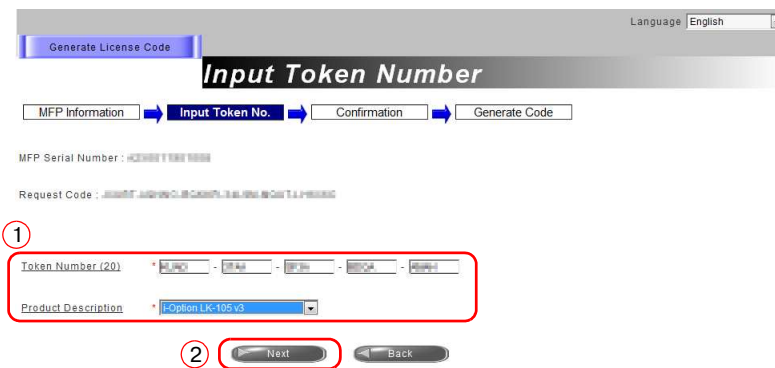 Language English
Generate License Code
Input Token Number
MFP Information Input Token No. Confirmation Generate Code
MFP Serial Number :
Request Code :
①
Token Number (20) * - - - -
Product Description * i-Option LK-105 v3
② Next Back